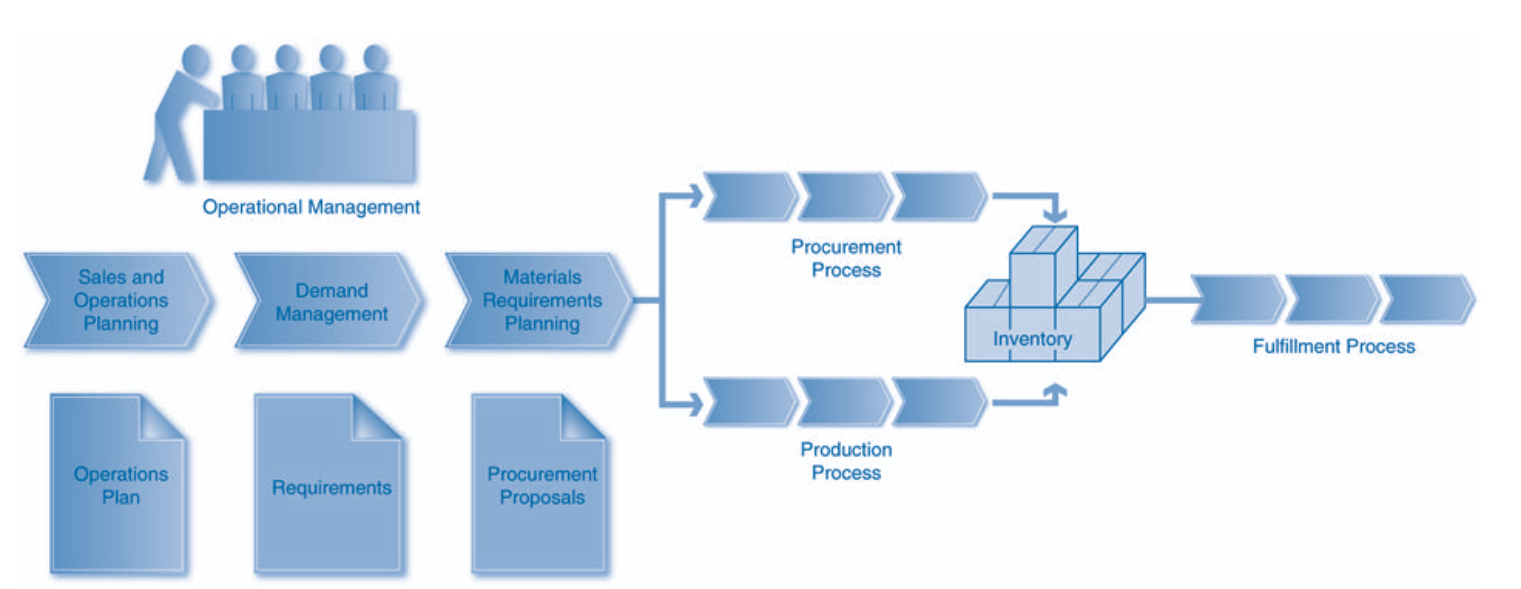 Operational Management
Sales and
Operations
Planning
Demand
Management
Materials
Requirements
Planning
Procurement
Process
Inventory
Fulfillment Process
Production
Process
Operations
Plan
Requirements
Procurement
Proposals